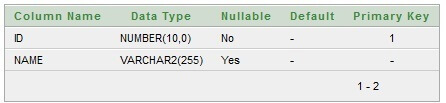 Column Name Data Type Nullable Default Primary Key
ID NUMBER(10,0) No - 1
NAME VARCHAR2(255) Yes - -
1 - 2